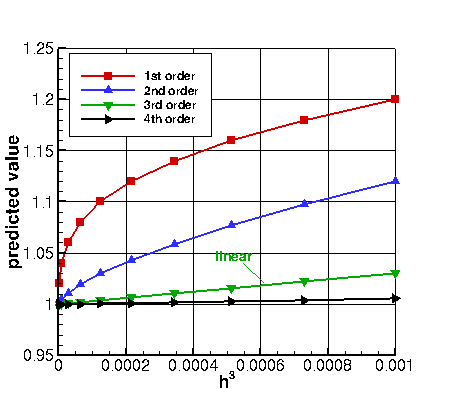 1.25
1st order
2nd order
3rd order
4th order
1.2
1.15
1.1
1.05
1
0.95
predicted value
linear
0
0.0002
0.0004
0.0006
0.0008
0.001
h³